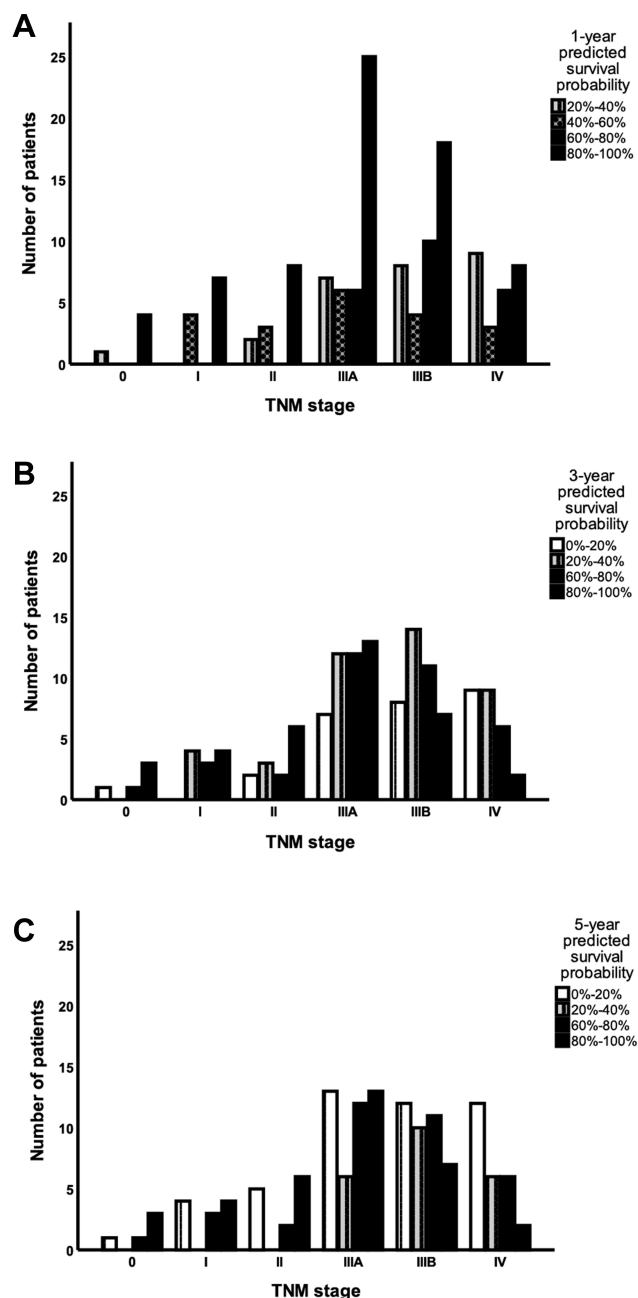 A
1-year
predicted
survival
probability
20%-40%
40%-60%
60%-80%
80%-100%
Number of patients
25
20
15
10
5
0
0 I II IIIA IIIB IV
TNM stage
B
3-year
predicted
survival
probability
0%-20%
20%-40%
60%-80%
80%-100%
Number of patients
25
20
15
10
5
0
0 I II IIIA IIIB IV
TNM stage
C
5-year
predicted
survival
probability
0%-20%
20%-40%
60%-80%
80%-100%
Number of patients
25
20
15
10
5
0
0 I II IIIA IIIB IV
TNM stage